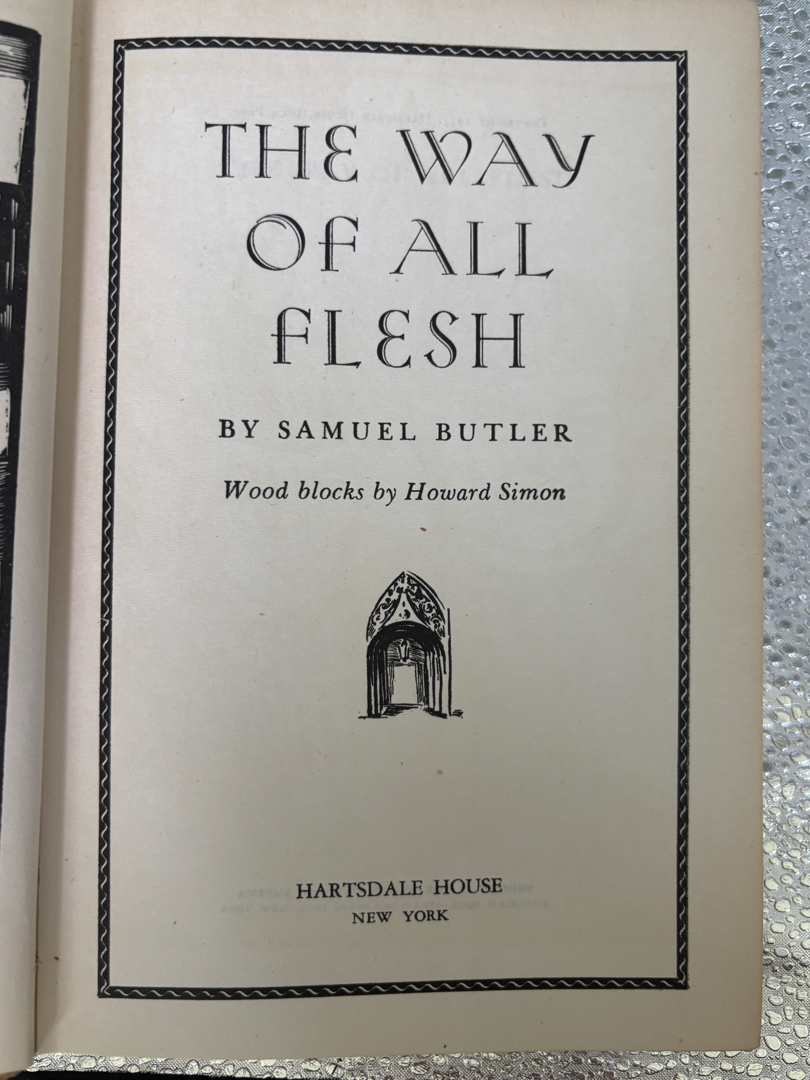 THE WAY
OF ALL
FLESH
BY SAMUEL BUTLER
Wood blocks by Howard Simon
HARTSDALE HOUSE
NEW YORK